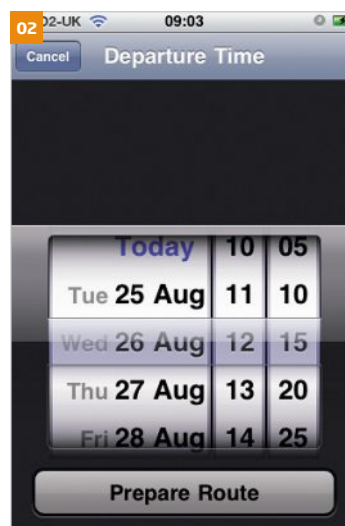 02
O2-UK 09:03
Cancel Departure Time
Today 10 05
Tue 25 Aug 11 10
Wed 26 Aug 12 15
Thu 27 Aug 13 20
Fri 28 Aug 14 25
Prepare Route